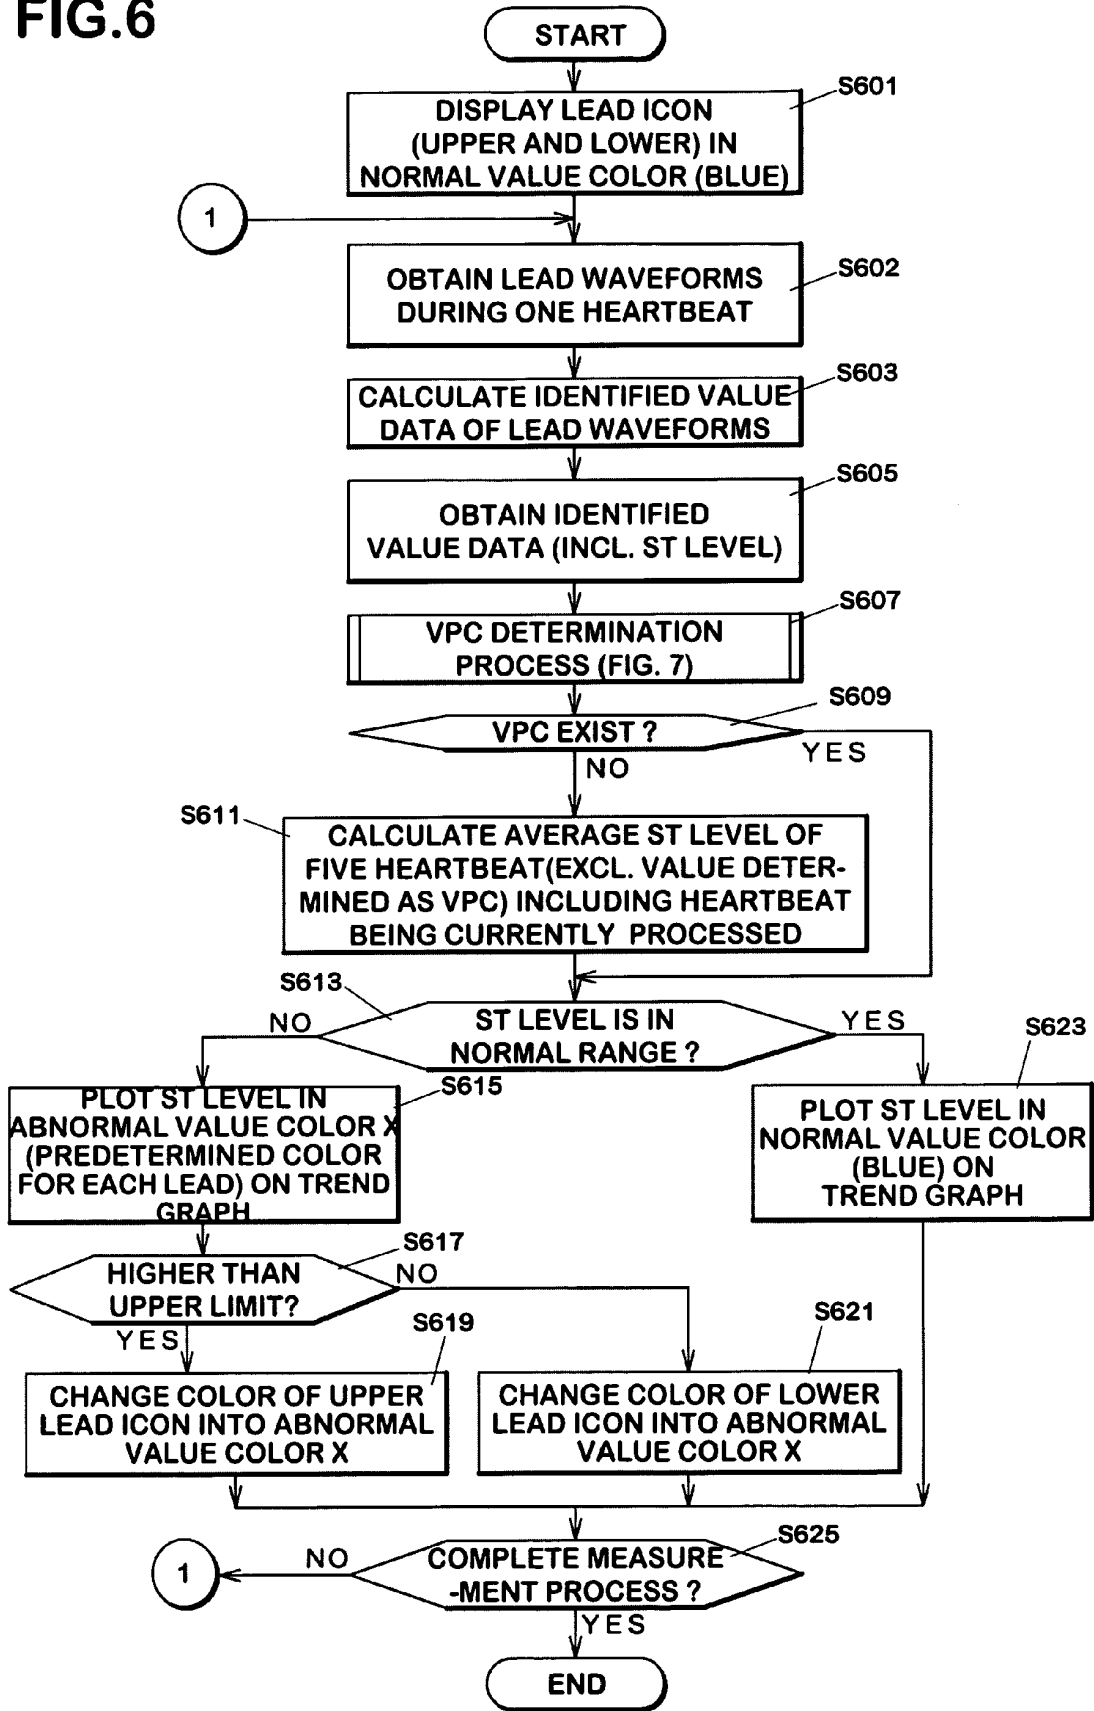 FIG.6
START
S601
DISPLAY LEAD ICON
(UPPER AND LOWER) IN
NORMAL VALUE COLOR (BLUE)
1
S602
OBTAIN LEAD WAVEFORMS
DURING ONE HEARTBEAT
S603
CALCULATE IDENTIFIED VALUE
DATA OF LEAD WAVEFORMS
S605
OBTAIN IDENTIFIED
VALUE DATA (INCL. ST LEVEL)
S607
VPC DETERMINATION
PROCESS (FIG. 7)
S609
VPC EXIST ?
YES
NO
S611
CALCULATE AVERAGE ST LEVEL OF
FIVE HEARTBEAT(EXCL. VALUE DETER-
MINED AS VPC) INCLUDING HEARTBEAT
BEING CURRENTLY PROCESSED
S613
ST LEVEL IS IN
NORMAL RANGE ?
NO
YES
S615
PLOT ST LEVEL IN
ABNORMAL VALUE COLOR X
(PREDETERMINED COLOR
FOR EACH LEAD) ON TREND
GRAPH
S623
PLOT ST LEVEL IN
NORMAL VALUE COLOR
(BLUE) ON
TREND GRAPH
S617
HIGHER THAN
UPPER LIMIT?
NO
YES
S619
CHANGE COLOR OF UPPER
LEAD ICON INTO ABNORMAL
VALUE COLOR X
S621
CHANGE COLOR OF LOWER
LEAD ICON INTO ABNORMAL
VALUE COLOR X
S625
COMPLETE MEASURE
-MENT PROCESS ?
NO
1
YES
END